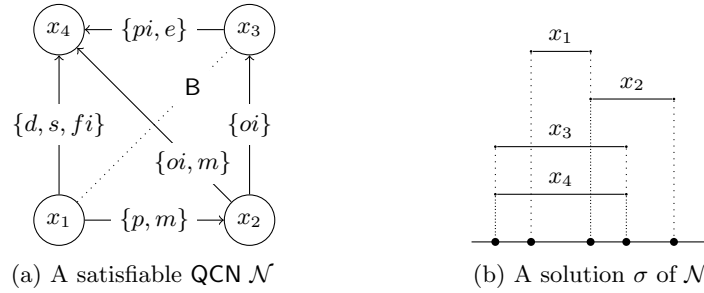 x₄ {pi, e} x₃
B
{d, s, fi} {oi}
{oi, m}
x₁ {p, m} x₂
(a) A satisfiable QCN 𝒩
x₁
x₂
x₃
x₄
(b) A solution σ of 𝒩